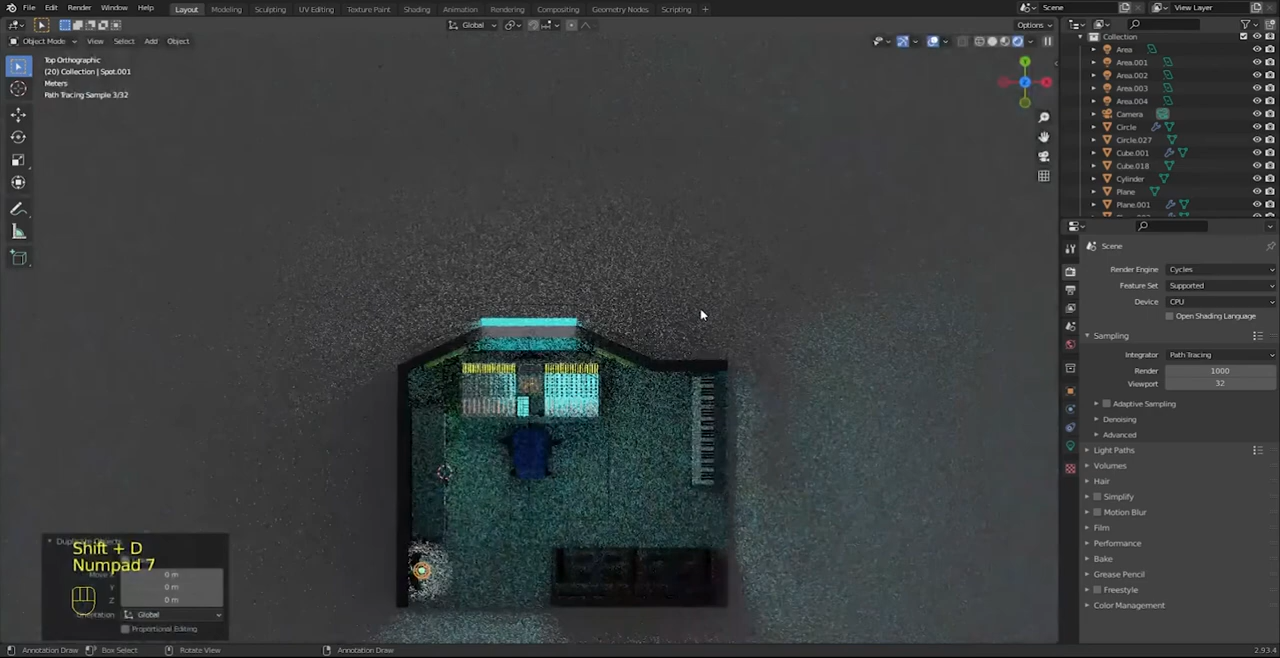 File Edit Render Window Help Layout Modeling Sculpting UV Editing Texture Paint Shading Animation Rendering Compositing Geometry Nodes Scripting + Scene View Layer
Global Options
Object Mode View Select Add Object
Top Orthographic
(20) Collection | Spot.001
Meters
Path Tracing Sample 3/32
Collection
Area
Area.001
Area.002
Area.003
Area.004
Camera
Circle
Circle.027
Cube.001
Cube.018
Cylinder
Plane
Plane.001
Scene
Render Engine Cycles
Feature Set Supported
Device CPU
Open Shading Language
Sampling
Integrator Path Tracing
Render 1000
Viewport 32
Adaptive Sampling
Denoising
Advanced
Light Paths
Volumes
Hair
Simplify
Motion Blur
Film
Performance
Bake
Grease Pencil
Freestyle
Color Management
Shift + D
Numpad 7
0 m
Y 0 m
Z 0 m
Orientation Global
Proportional Editing
Annotation Draw Box Select Rotate View Annotation Draw 2.93.4